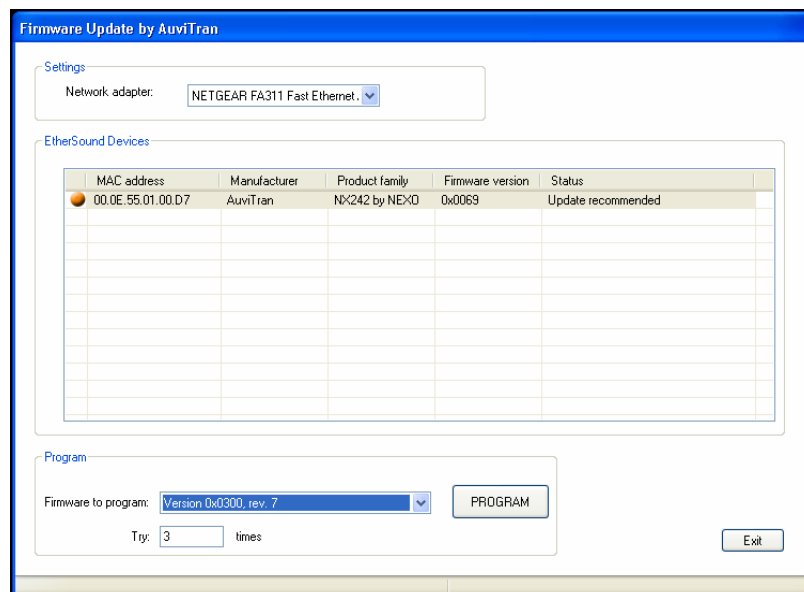 Firmware Update by AuviTran
Settings
Network adapter: NETGEAR FA311 Fast Ethernet.
EtherSound Devices
MAC address Manufacturer Product family Firmware version Status
00.0E.55.01.00.D7 AuviTran NX242 by NEXO 0x0069 Update recommended
Program
Firmware to program: Version 0x0300, rev. 7 PROGRAM
Try: 3 times
Exit